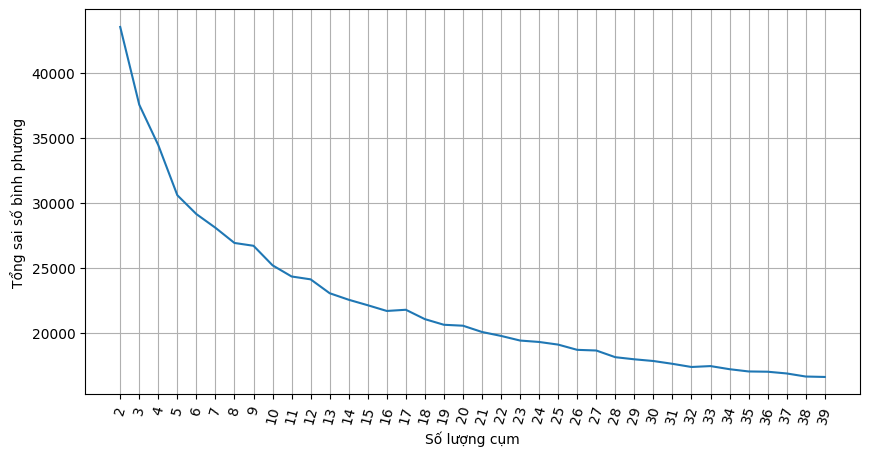 Tổng sai số bình phương
40000
35000
30000
25000
20000
2 3 4 5 6 7 8 9 10 11 12 13 14 15 16 17 18 19 20 21 22 23 24 25 26 27 28 29 30 31 32 33 34 35 36 37 38 39
Số lượng cụm